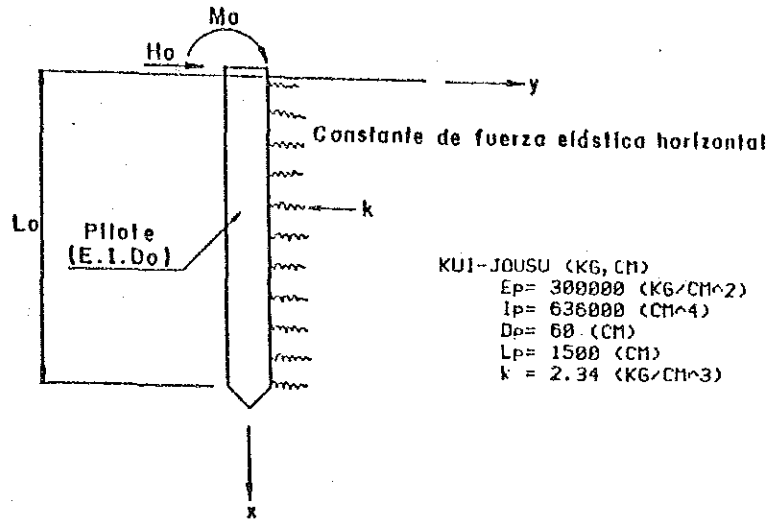 Mo
Ho
y
Constante de fuerza elástica horizontal
k
Lo
Pilote
(E.I.Do)
x
KUI-JOUSU (KG,CM)
Ep= 300000 (KG/CM^2)
Ip= 636000 (CM^4)
Dp= 60 (CM)
Lp= 1500 (CM)
k = 2.34 (KG/CM^3)